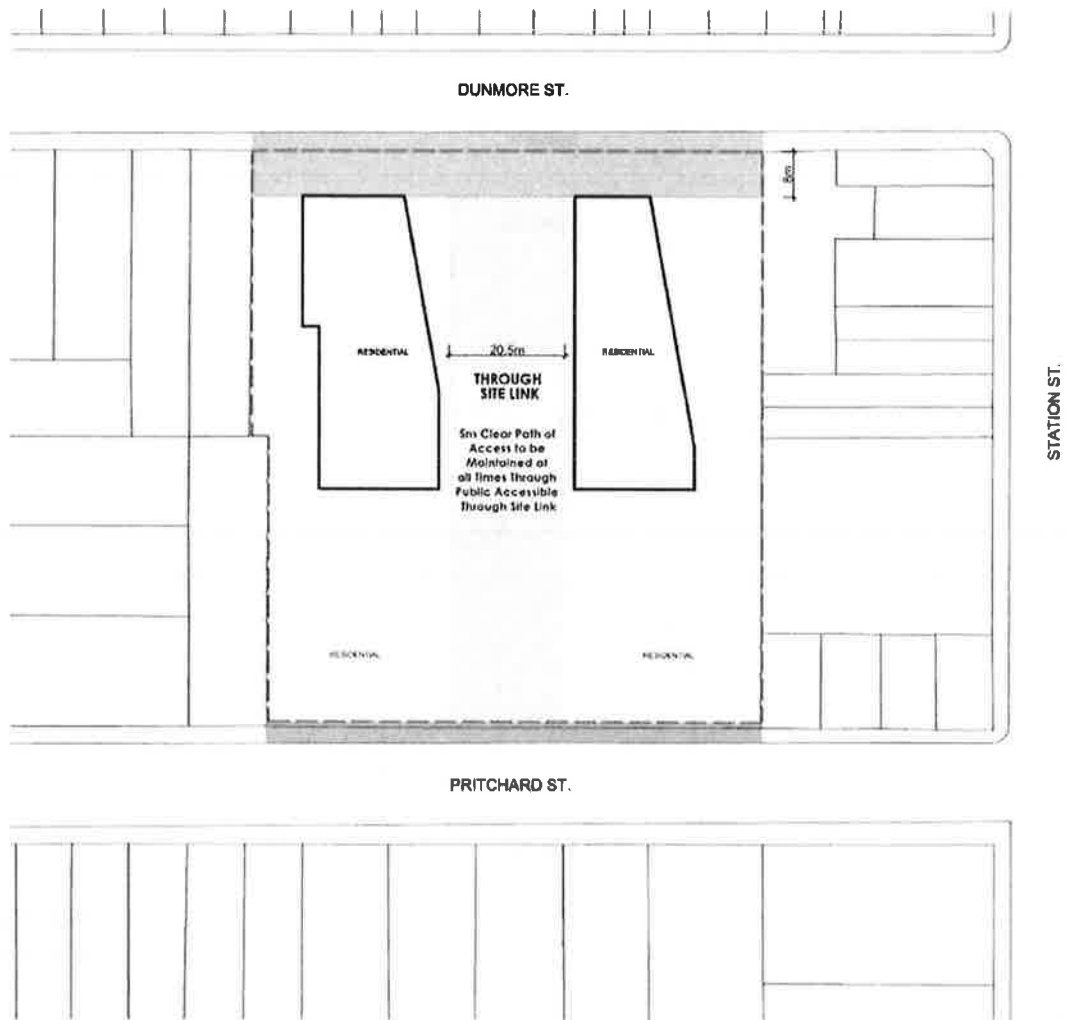 DUNMORE ST.
8m
RESIDENTIAL
20.5m
RESIDENTIAL
THROUGH
SITE LINK
STATION ST.
5m Clear Path of
Access to be
Maintained at
all Times Through
Public Accessible
Through Site Link
RESIDENTIAL
RESIDENTIAL
PRITCHARD ST.